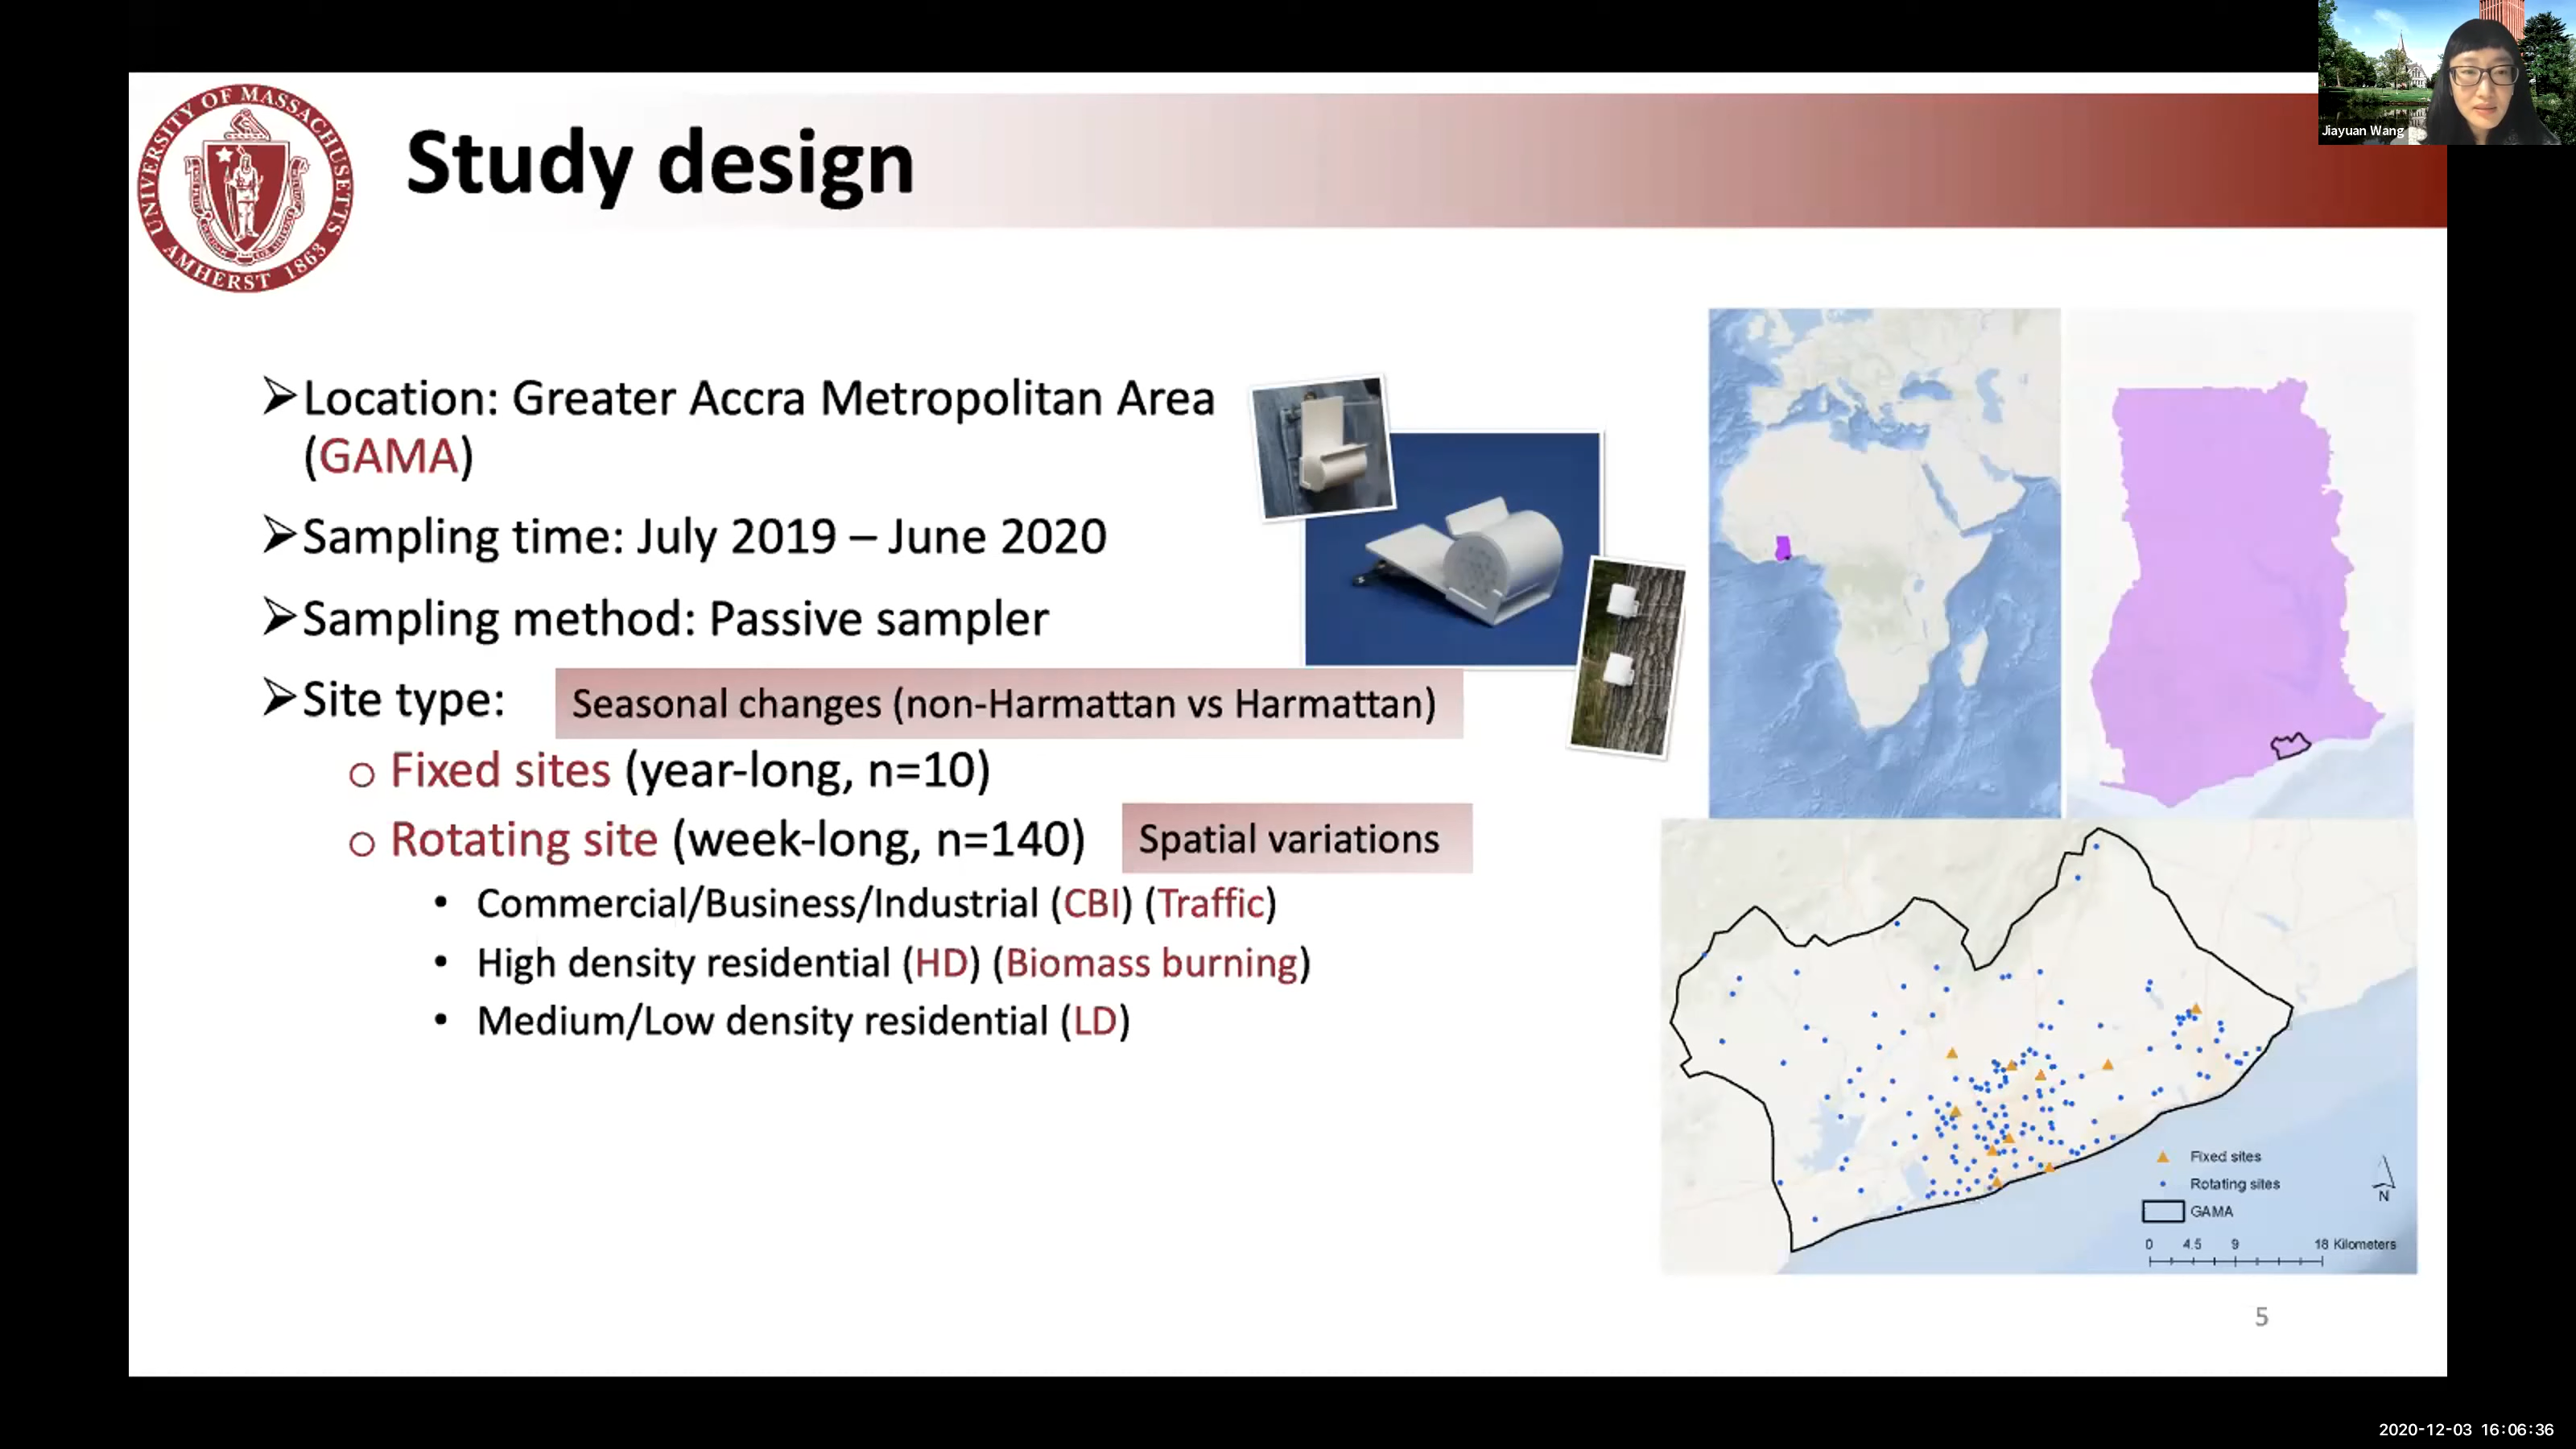 Jiayuan Wang
UNIVERSITY OF MASSACHUSETTS
AMHERST 1863
Study design
Location: Greater Accra Metropolitan Area
(GAMA)
Sampling time: July 2019 – June 2020
Sampling method: Passive sampler
Site type:
Seasonal changes (non-Harmattan vs Harmattan)
Fixed sites (year-long, n=10)
Rotating site (week-long, n=140)
Spatial variations
Commercial/Business/Industrial (CBI) (Traffic)
High density residential (HD) (Biomass burning)
Medium/Low density residential (LD)
Fixed sites
Rotating sites
GAMA
N
0 4.5 9 18 Kilometers
5
2020-12-03 16:06:36